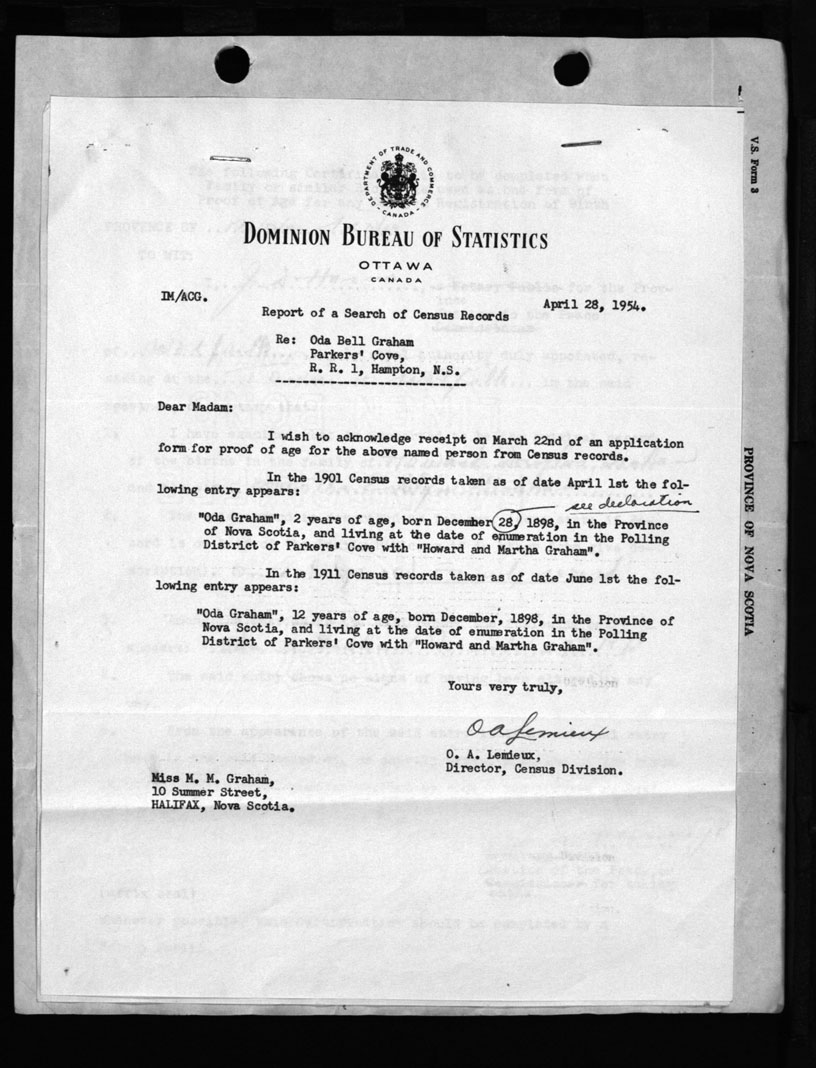 V.S. Form 3
PROVINCE OF NOVA SCOTIA
DEPARTMENT OF TRADE AND COMMERCE
- CANADA -
DOMINION BUREAU OF STATISTICS
OTTAWA
CANADA
IM/ACG.
April 28, 1954.
Report of a Search of Census Records
Re: Oda Bell Graham
Parkers' Cove,
R. R. 1, Hampton, N.S.
Dear Madam:
I wish to acknowledge receipt on March 22nd of an application
form for proof of age for the above named person from Census records.
In the 1901 Census records taken as of date April 1st the fol-
lowing entry appears:
see declaration
"Oda Graham", 2 years of age, born December 28, 1898, in the Province
of Nova Scotia, and living at the date of enumeration in the Polling
District of Parkers' Cove with "Howard and Martha Graham".
In the 1911 Census records taken as of date June 1st the fol-
lowing entry appears:
"Oda Graham", 12 years of age, born December, 1898, in the Province of
Nova Scotia, and living at the date of enumeration in the Polling
District of Parkers' Cove with "Howard and Martha Graham".
Yours very truly,
O A Lemieux
O. A. Lemieux,
Director, Census Division.
Miss M. M. Graham,
10 Summer Street,
HALIFAX, Nova Scotia.